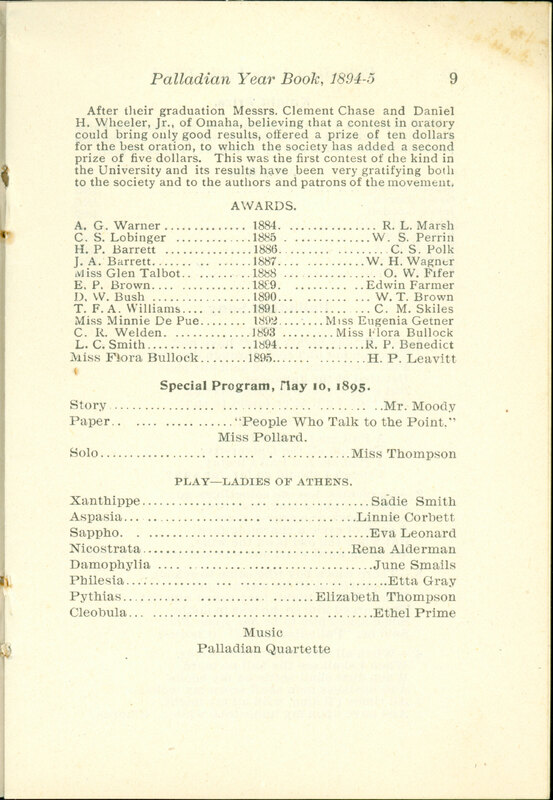 Palladian Year Book, 1894-5 9
After their graduation Messrs. Clement Chase and Daniel
H. Wheeler, Jr., of Omaha, believing that a contest in oratory
could bring only good results, offered a prize of ten dollars
for the best oration, to which the society has added a second
prize of five dollars. This was the first contest of the kind in
the University and its results have been very gratifying both
to the society and to the authors and patrons of the movement.
AWARDS.
A. G. Warner..............1884...............R. L. Marsh
C. S. Lobinger ............1885 . ..............W. S. Perrin
H. P. Barrett ..............1886..................C. S. Polk
J. A. Barrett..............1887..............W. H. Wagner
Miss Glen Talbot.. .......1888 ... ............O. W. Fifer
E. P. Brown..............1889. ..............Edwin Farmer
D. W. Bush ..............1890... ....... ...W. T. Brown
T. F. A. Williams.... .. ....1891............C. M. Skiles
Miss Minnie De Pue........ 1892 .......Miss Eugenia Getner
C. R. Welden. .............1893 .......Miss Flora Bullock
L. C. Smith................1894..............R. P. Benedict
Miss Flora Bullock........1895..............H. P. Leavitt
Special Program, May 10, 1895.
Story ..........................................Mr. Moody
Paper.. .... ..............."People Who Talk to the Point."
Miss Pollard.
Solo.......................................Miss Thompson
PLAY—LADIES OF ATHENS.
Xanthippe..................................Sadie Smith
Aspasia...................................Linnie Corbett
Sappho. . .................................Eva Leonard
Nicostrata...............................Rena Alderman
Damophylia .... ..........................June Smails
Philesia.....................................Etta Gray
Pythias............................Elizabeth Thompson
Cleobula...................................Ethel Prime
Music
Palladian Quartette